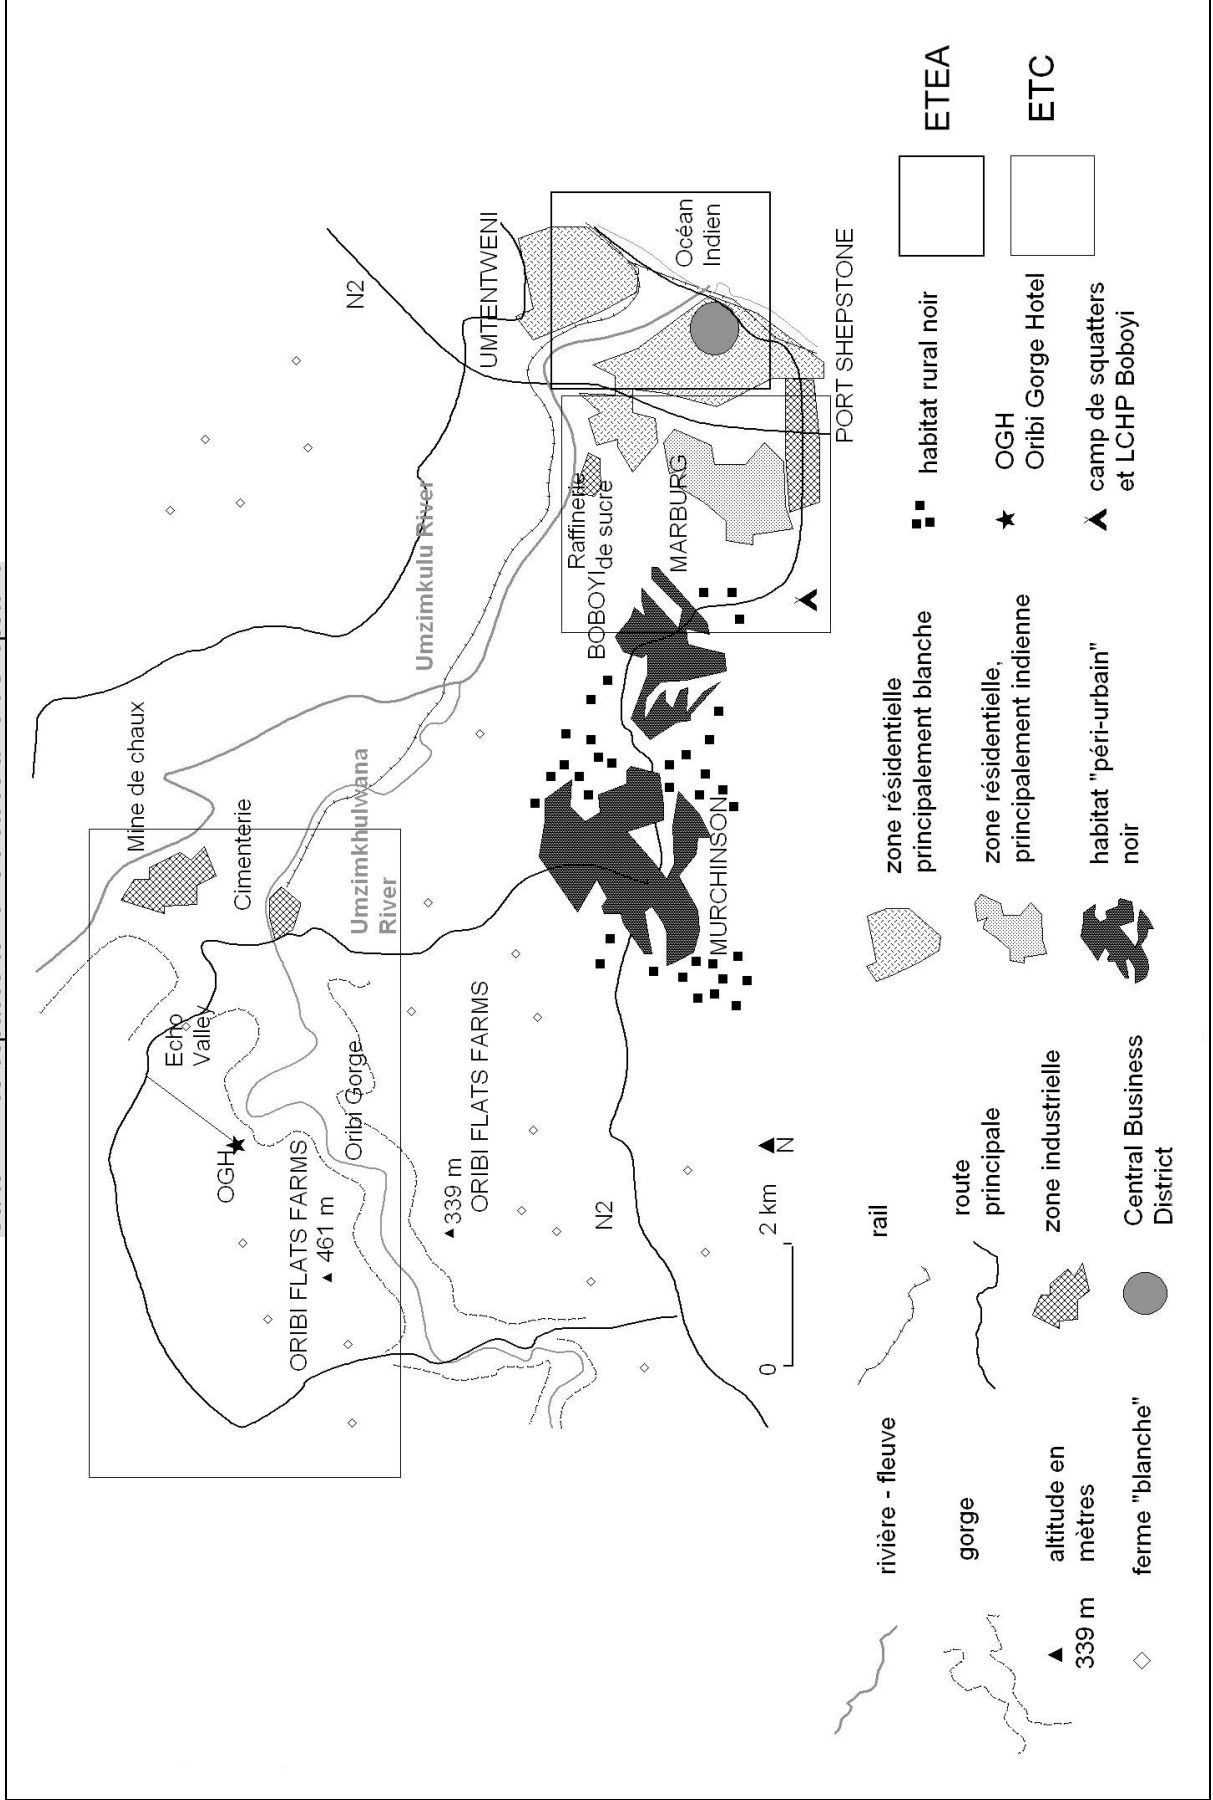 Mine de chaux
Cimenterie
Echo
Valley
OGH
ORIBI FLATS FARMS
461 m
Oribi Gorge
Umzimkhulwana
River
339 m
ORIBI FLATS FARMS
Umzimkulu River
N2
UMTENTWENI
Océan
Indien
Raffinerie
de sucre
BOBOYI
MARBURG
MURCHINSON
PORT SHEPSTONE
N2
0
2 km
N
rivière - fleuve
gorge
339 m
altitude en
mètres
ferme "blanche"
rail
route
principale
zone industrielle
Central Business
District
zone résidentielle
principalement blanche
zone résidentielle,
principalement indienne
habitat "péri-urbain"
noir
habitat rural noir
OGH
Oribi Gorge Hotel
camp de squatters
et LCHP Boboyi
ETEA
ETC